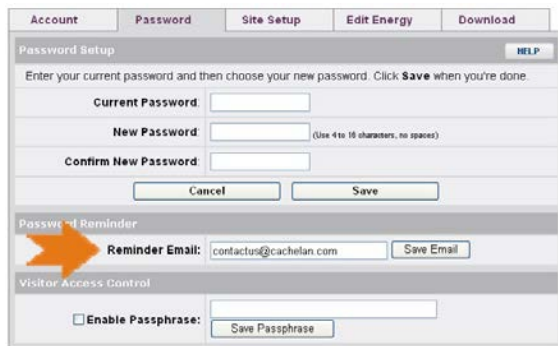 Account Password Site Setup Edit Energy Download
Password Setup HELP
Enter your current password and then choose your new password. Click Save when you're done.
Current Password:
New Password: (Use 4 to 16 characters, no spaces)
Confirm New Password:
Cancel Save
Password Reminder
Reminder Email: contactus@cachelan.com Save Email
Visitor Access Control
Enable Passphrase:
Save Passphrase